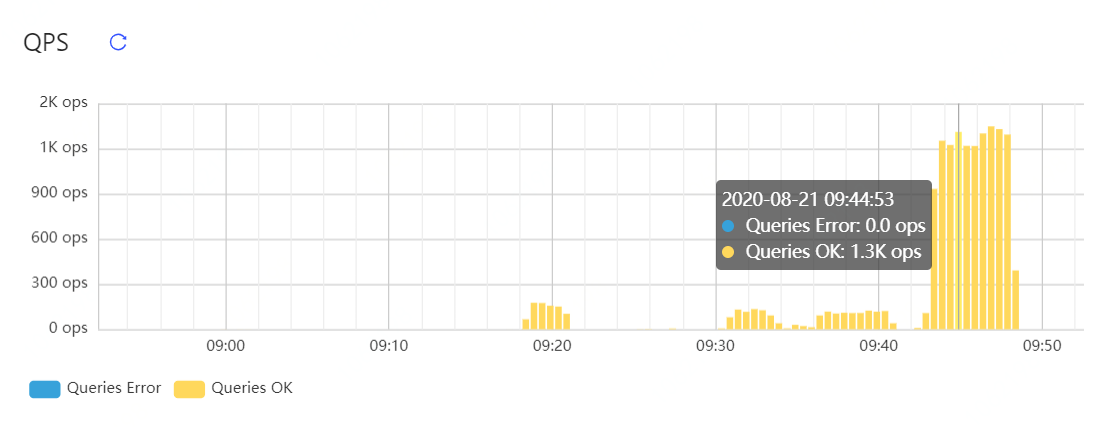 QPS
2K ops
1K ops
900 ops
600 ops
300 ops
0 ops
2020-08-21 09:44:53
Queries Error: 0.0 ops
Queries OK: 1.3K ops
09:00 09:10 09:20 09:30 09:40 09:50
Queries Error Queries OK